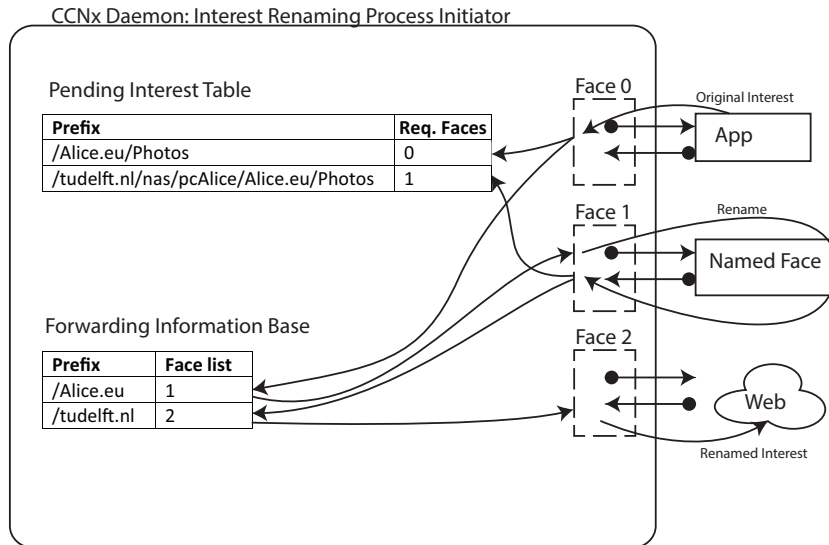 CCNx Daemon: Interest Renaming Process Initiator
Pending Interest Table
Prefix Req. Faces
/Alice.eu/Photos 0
/tudelft.nl/nas/pcAlice/Alice.eu/Photos 1
Face 0
Original Interest
App
Face 1
Rename
Named Face
Forwarding Information Base
Prefix Face list
/Alice.eu 1
/tudelft.nl 2
Face 2
Web
Renamed Interest